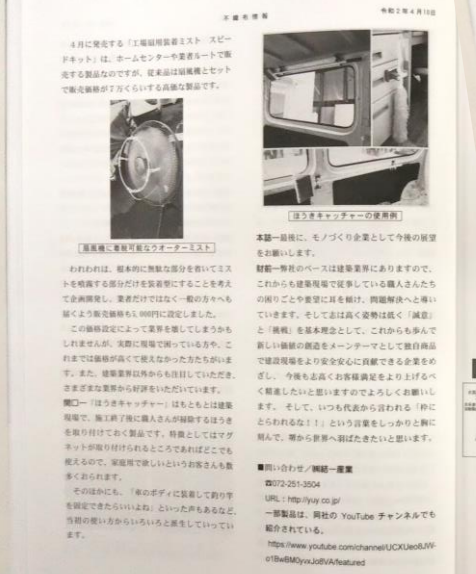 不織布情報
令和2年4月10日
4月に発売する「工場扇用装着ミスト スピー
ドキット」は、ホームセンターや業者ルートで販
売する製品なのですが、従来品は扇風機とセット
で販売価格が7万くらいする高価な製品です。
扇風機に着脱可能なウオーターミスト
われわれは、根本的に無駄な部分を省いてミス
トを噴霧する部分だけを装着型にすることを考え
て企画開発し、業者だけではなく一般の方々へも
届くよう販売価格も5,000円に設定しました。
この価格設定によって業界を壊してしまうかも
しれませんが、実際に現場で困っている方や、こ
れまでは価格が高くて使えなかった方たちがいま
す。また、建築業界以外からも注目していただき、
さまざまな業界から好評をいただいています。
関口―「ほうきキャッチャー」はもともとは建築
現場で、施工終了後に職人さんが掃除するほうき
を取り付けておく製品です。特徴としてはマグ
ネットが取り付けられるところであればどこでも
使えるので、家庭用で欲しいというお客さんも数
多くおられます。
そのほかにも、「車のボディに装着して釣り竿
を固定できたらいいよね」といった声もあるなど、
当初の使い方からいろいろと派生していってい
ます。
ほうきキャッチャーの使用例
本誌―最後に、モノづくり企業として今後の展望
をお願いします。
財前―弊社のベースは建築業界にありますので、
これからも建築現場で従事している職人さんたち
の困りごとや要望に耳を傾け、問題解決へと導い
ていきます。そして志は高く姿勢は低く「誠意」
と「挑戦」を基本理念として、これからも歩んで
新しい価値の創造をメーンテーマとして独自商品
で建設現場をより安全安心に貢献できる企業をめ
ざし、今後も志高くお客様満足をより上げるべ
く精進したいと思いますのでよろしくお願いし
ます。そして、いつも代表から言われる「枠に
とらわれるな!!」という言葉をしっかりと胸に
刻んで、堺から世界へ羽ばたきたいと思います。
■問い合わせ／㈱結一産業
☎072-251-3504
URL：http://yuy.co.jp/
一部製品は、同社の YouTube チャンネルでも
紹介されている。
https://www.youtube.com/channel/UCXUeo8JW-
o1BwBM0yvxJo8VA/featured